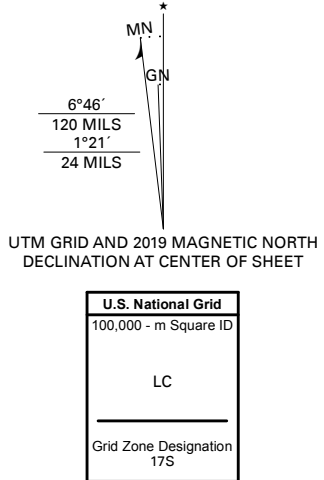 ★
MN
GN
6°46´
120 MILS
1°21´
24 MILS
UTM GRID AND 2019 MAGNETIC NORTH
DECLINATION AT CENTER OF SHEET
U.S. National Grid
100,000 - m Square ID
LC
Grid Zone Designation
17S